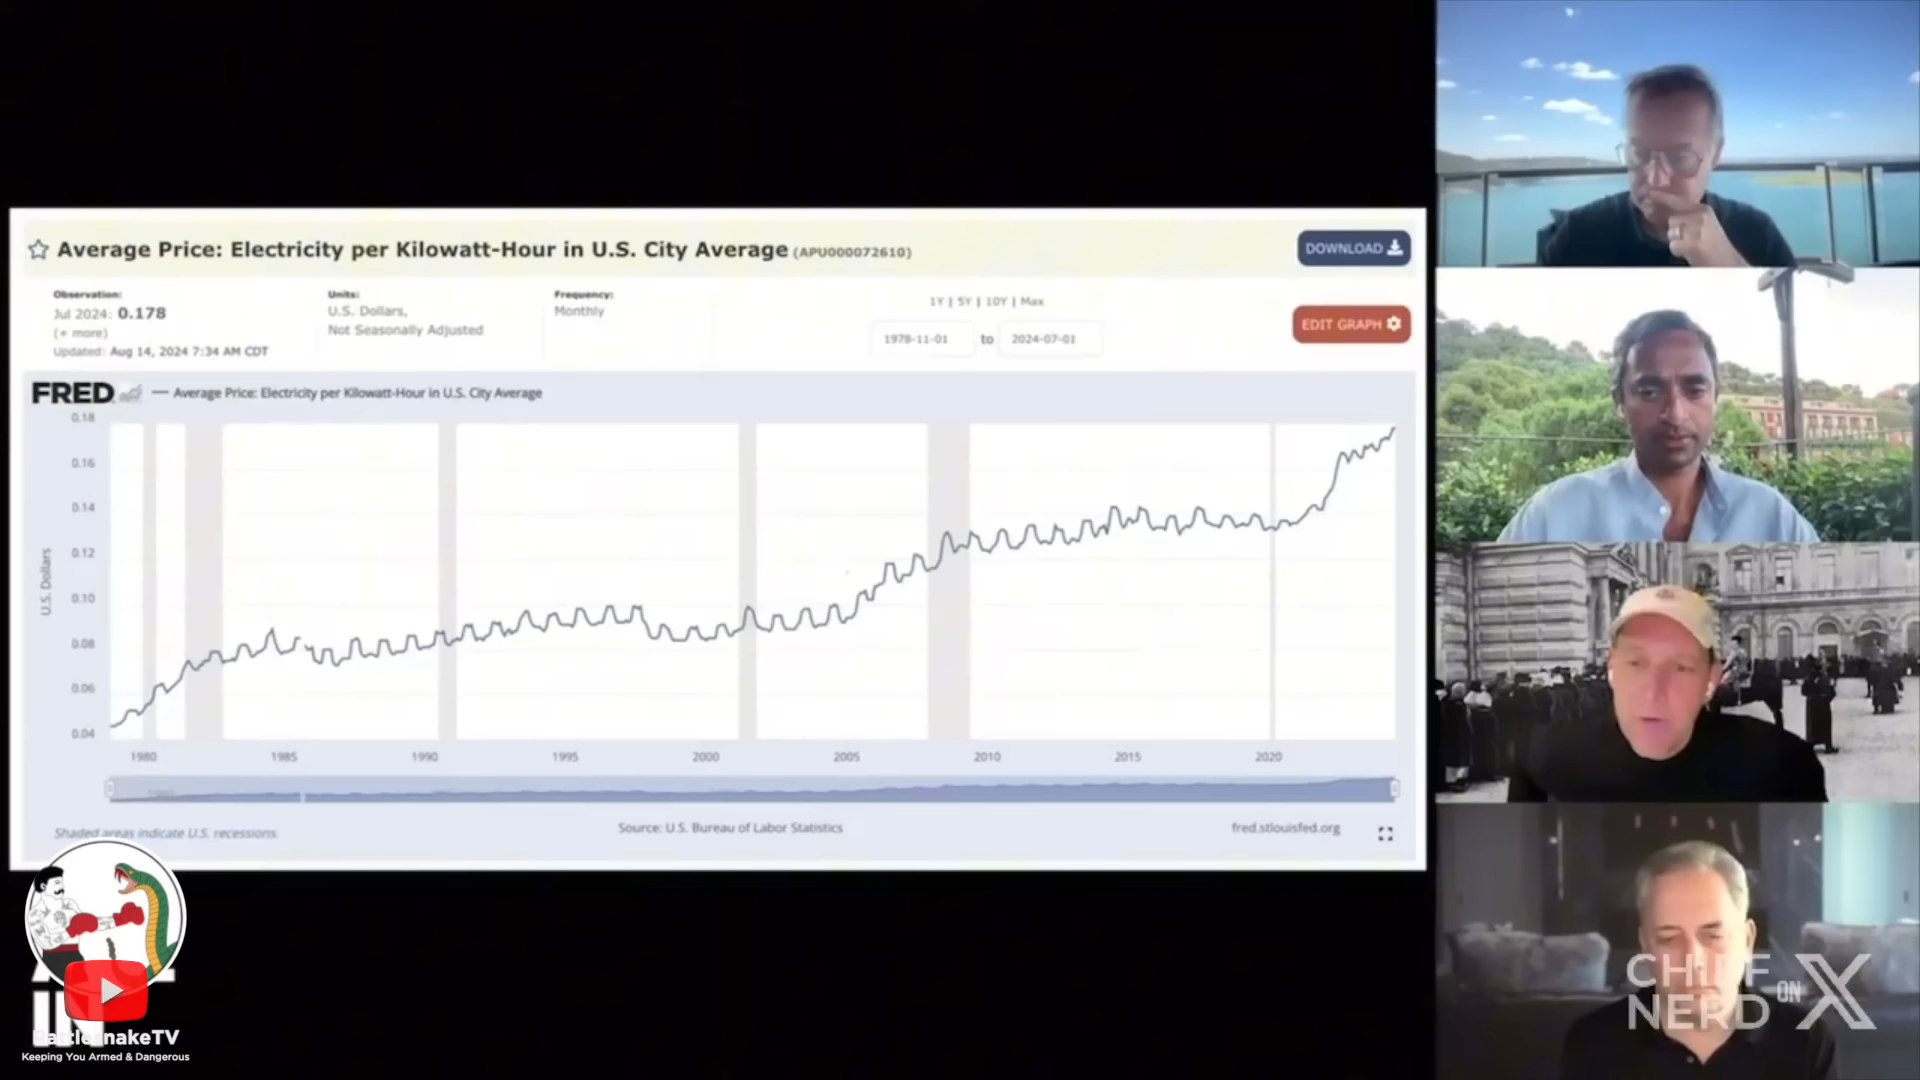 Average Price: Electricity per Kilowatt-Hour in U.S. City Average (APU000072610)
DOWNLOAD
Observation:
Jul 2024: 0.178
(+ more)
Updated: Aug 14, 2024 7:34 AM CDT
Units:
U.S. Dollars,
Not Seasonally Adjusted
Frequency:
Monthly
1Y | 5Y | 10Y | Max
1978-11-01 to 2024-07-01
EDIT GRAPH
FRED
Average Price: Electricity per Kilowatt-Hour in U.S. City Average
0.18
0.16
0.14
0.12
0.10
0.08
0.06
0.04
U.S. Dollars
1980 1985 1990 1995 2000 2005 2010 2015 2020
Shaded areas indicate U.S. recessions.
Source: U.S. Bureau of Labor Statistics
fred.stlouisfed.org
IN
Keeping You Armed & Dangerous
CHIEF
NERD
ON X